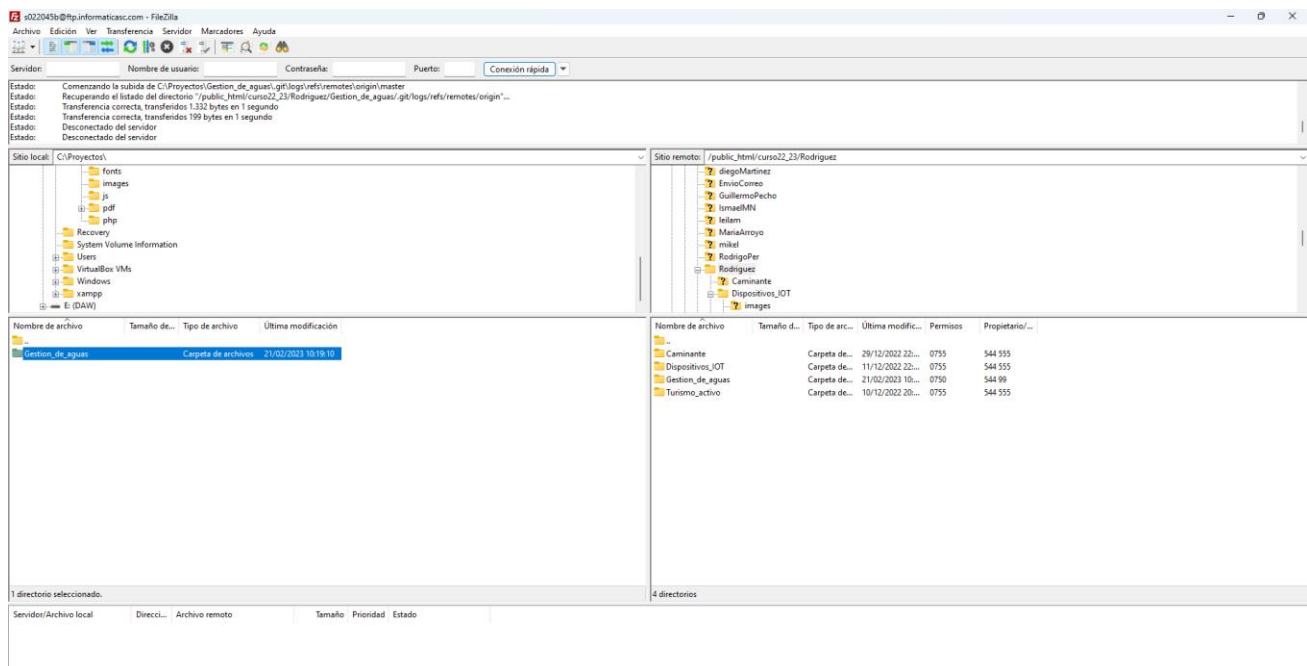 s022045b@ftp.informaticasc.com - FileZilla
Archivo Edición Ver Transferencia Servidor Marcadores Ayuda
Servidor: Nombre de usuario: Contraseña: Puerto: Conexión rápida
Estado: Comenzando la subida de C:\Proyectos\Gestion_de_aguas\.git\logs\refs\remotes\origin\master
Estado: Recuperando el listado del directorio "/public_html/curso22_23/Rodriguez/Gestion_de_aguas/.git/logs/refs/remotes/origin"...
Estado: Transferencia correcta, transferidos 1.332 bytes en 1 segundo
Estado: Transferencia correcta, transferidos 199 bytes en 1 segundo
Estado: Desconectado del servidor
Estado: Desconectado del servidor
Sitio local: C:\Proyectos\
fonts
images
js
pdf
php
Recovery
System Volume Information
Users
VirtualBox VMs
Windows
xampp
E: (DAW)
Nombre de archivo Tamaño de... Tipo de archivo Última modificación
..
Gestion_de_aguas Carpeta de archivos 21/02/2023 10:19:10
1 directorio seleccionado.
Sitio remoto: /public_html/curso22_23/Rodriguez
diegoMartinez
EnvioCorreo
GuillermoPecho
IsmaelMN
leilam
MariaArroyo
mikel
RodrigoPer
Rodriguez
Caminante
Dispositivos_IOT
images
Nombre de archivo Tamaño d... Tipo de arc... Última modific... Permisos Propietario/...
..
Caminante Carpeta de... 29/12/2022 22:... 0755 544 555
Dispositivos_IOT Carpeta de... 11/12/2022 22:... 0755 544 555
Gestion_de_aguas Carpeta de... 21/02/2023 10:... 0750 544 99
Turismo_activo Carpeta de... 10/12/2022 20:... 0755 544 555
4 directorios
Servidor/Archivo local Direcci... Archivo remoto Tamaño Prioridad Estado